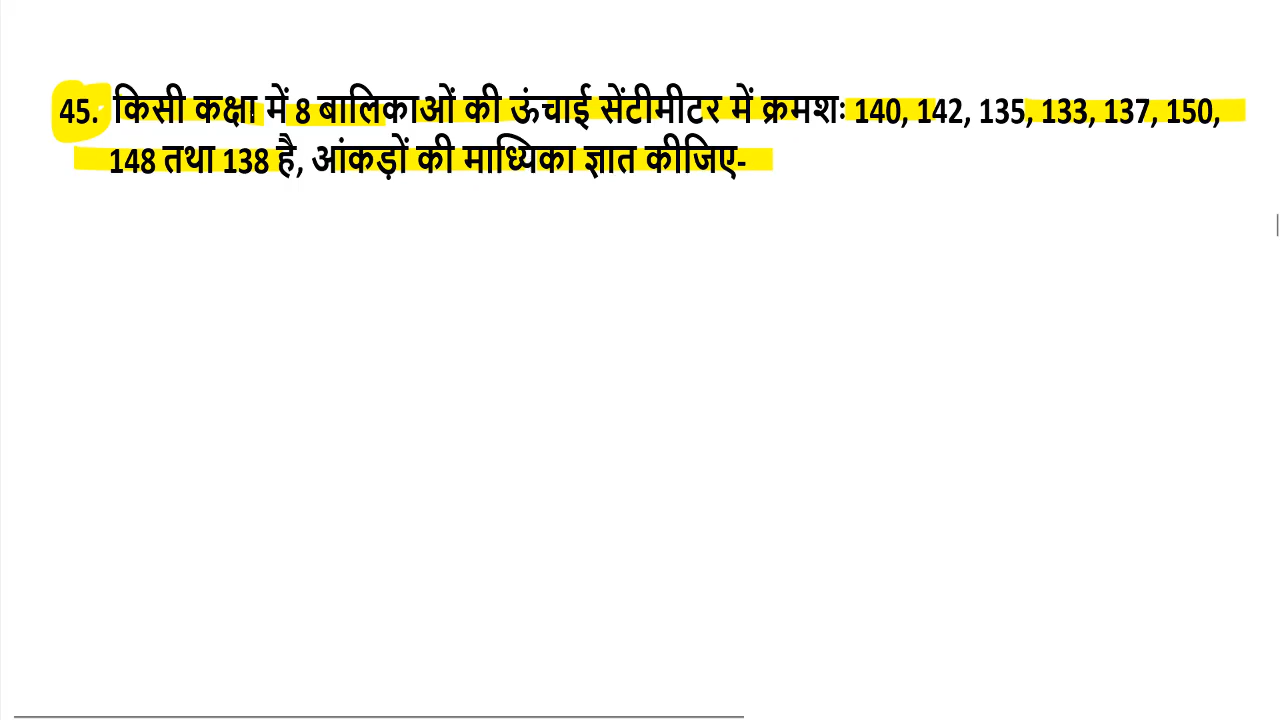 45. किसी कक्षा में 8 बालिकाओं की ऊंचाई सेंटीमीटर में क्रमशः 140, 142, 135, 133, 137, 150,
148 तथा 138 है, आंकड़ों की माध्यिका ज्ञात कीजिए-